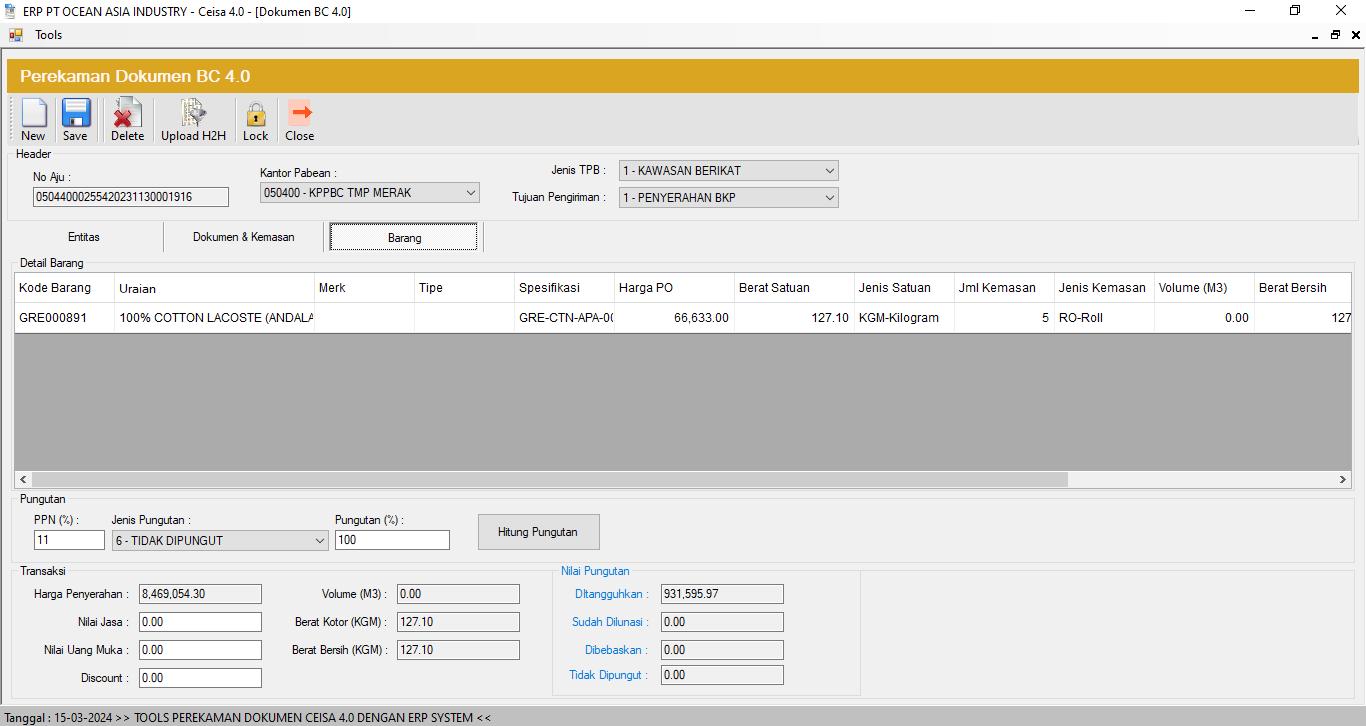 ERP PT OCEAN ASIA INDUSTRY - Ceisa 4.0 - [Dokumen BC 4.0]
Tools
Perekaman Dokumen BC 4.0
New Save Delete Upload H2H Lock Close
Header
No Aju :
05044000255420231130001916
Kantor Pabean :
050400 - KPPBC TMP MERAK
Jenis TPB : 1 - KAWASAN BERIKAT
Tujuan Pengiriman : 1 - PENYERAHAN BKP
Entitas Dokumen & Kemasan Barang
Detail Barang
Kode Barang Uraian Merk Tipe Spesifikasi Harga PO Berat Satuan Jenis Satuan Jml Kemasan Jenis Kemasan Volume (M3) Berat Bersih
GRE000891 100% COTTON LACOSTE (ANDALA GRE-CTN-APA-00 66,633.00 127.10 KGM-Kilogram 5 RO-Roll 0.00 127
Pungutan
PPN (%) : Jenis Pungutan : Pungutan (%) :
11 6 - TIDAK DIPUNGUT 100 Hitung Pungutan
Transaksi Nilai Pungutan
Harga Penyerahan : 8,469,054.30 Volume (M3) : 0.00 DItangguhkan : 931,595.97
Nilai Jasa : 0.00 Berat Kotor (KGM) : 127.10 Sudah Dilunasi : 0.00
Nilai Uang Muka : 0.00 Berat Bersih (KGM) : 127.10 Dibebaskan : 0.00
Discount : 0.00 Tidak Dipungut : 0.00
Tanggal : 15-03-2024 >> TOOLS PEREKAMAN DOKUMEN CEISA 4.0 DENGAN ERP SYSTEM <<